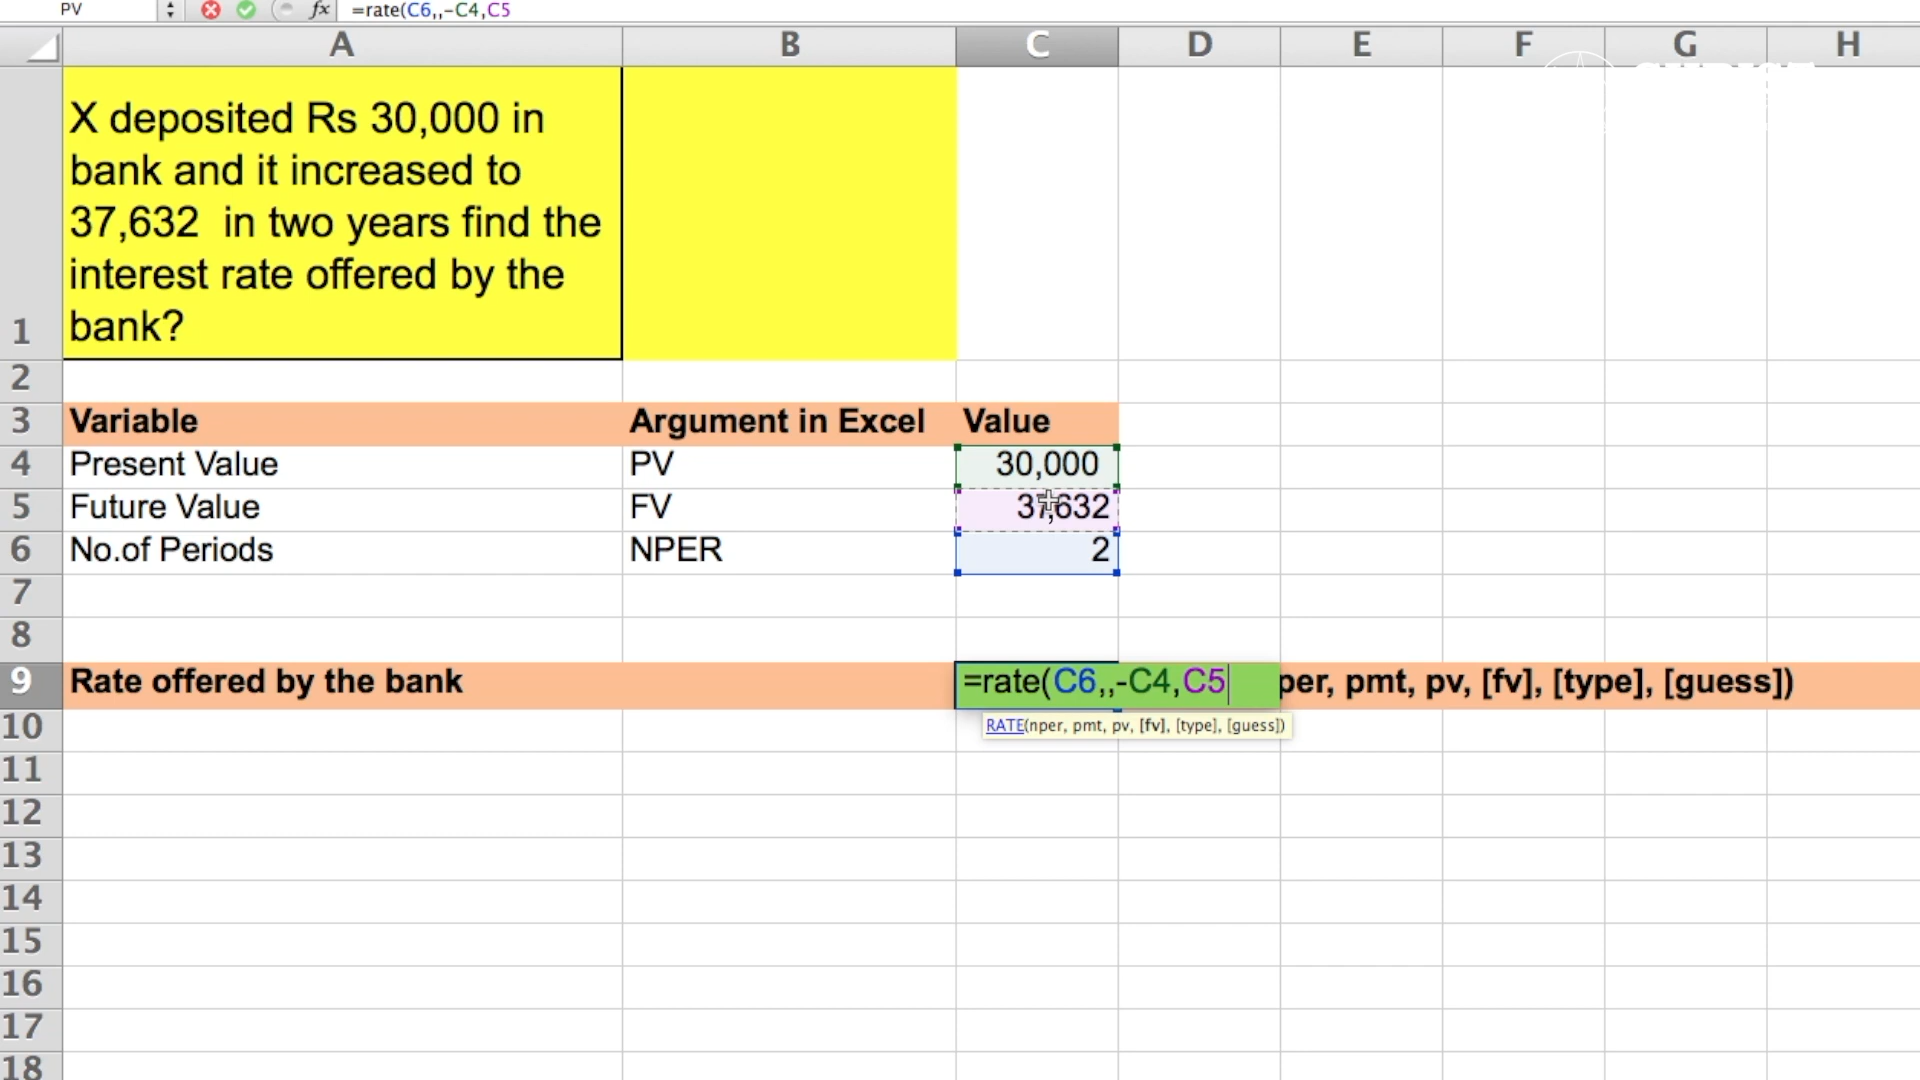 PV fx =rate(C6,,-C4,C5
A B C D E F G H
X deposited Rs 30,000 in
bank and it increased to
37,632 in two years find the
interest rate offered by the
bank?
1
2
3 Variable Argument in Excel Value
4 Present Value PV 30,000
5 Future Value FV 37,632
6 No.of Periods NPER 2
7
8
9 Rate offered by the bank =rate(C6,,-C4,C5 per, pmt, pv, [fv], [type], [guess])
RATE(nper, pmt, pv, [fv], [type], [guess])
10
11
12
13
14
15
16
17
18